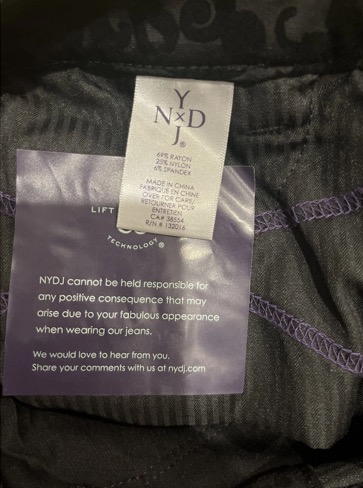 Y
N X D
J®
69% RAYON
25% NYLON
6% SPANDEX
MADE IN CHINA
FABRIQUÉ EN CHINE
OVER FOR CARE/
RETOURNER POUR
ENTRETIEN
CA# 38554
R/N # 132016
LIFT
TECHNOLOGY®
NYDJ cannot be held responsible for
any positive consequence that may
arise due to your fabulous appearance
when wearing our jeans.
We would love to hear from you.
Share your comments with us at nydj.com